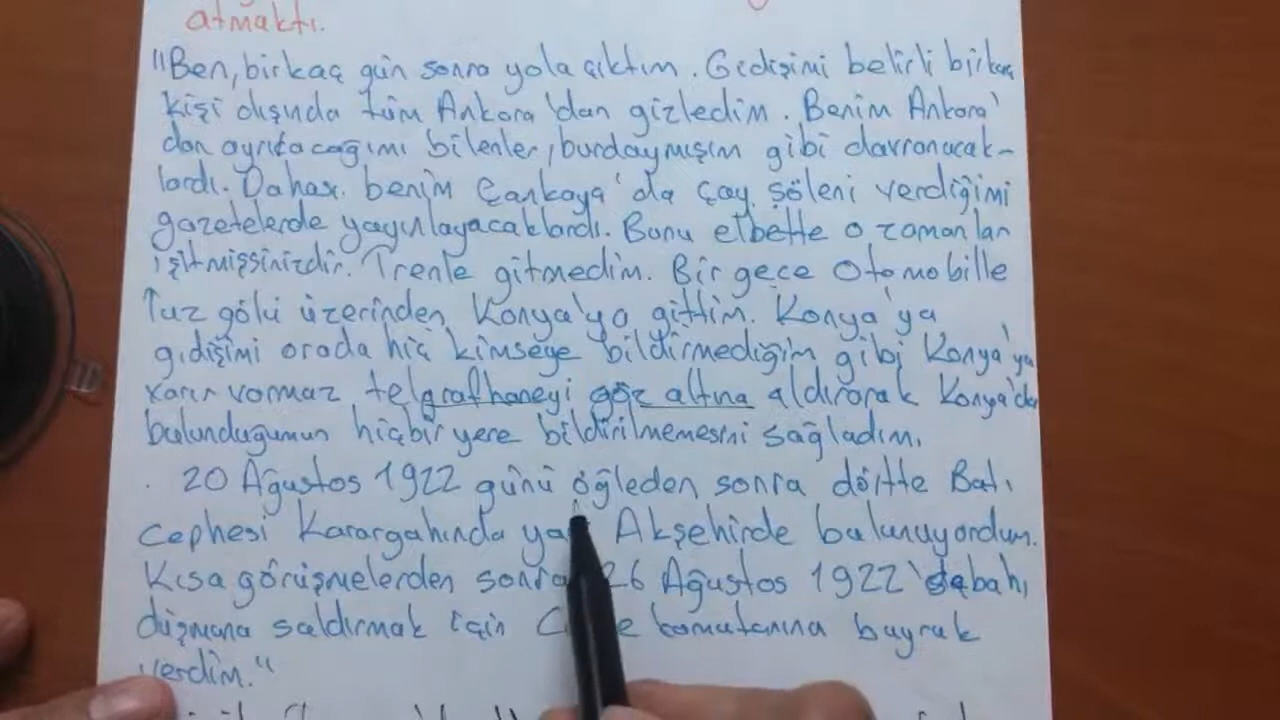 atmaktı.
"Ben, birkaç gün sonra yola çıktım. Gidişimi belirli birkaç
kişi dışında tüm Ankara'dan gizledim. Benim Ankara'
dan ayrılacağımı bilenler, burdaymışım gibi davranacak-
lardı. Dahası benim Çankaya'da çay şöleni verdiğimi
gazetelerde yayınlayacaklardı. Bunu elbette o zamanlar
işitmişsinizdir. Trenle gitmedim. Bir gece otomobille
Tuz gölü üzerinden Konya'ya gittim. Konya'ya
gidişimi orada hiç kimseye bildirmediğim gibi Konya'ya
varır varmaz telgrafhaneyi göz altına aldırarak Konya'da
bulunduğumun hiçbir yere bildirilmemesini sağladım.
20 Ağustos 1922 günü öğleden sonra dörtte Batı
Cephesi Karargahında Akşehirde bulunuyordum.
Kısa görüşmelerden sonra 26 Ağustos 1922 sabahı
düşmana saldırmak için komutanına buyruk
verdim."